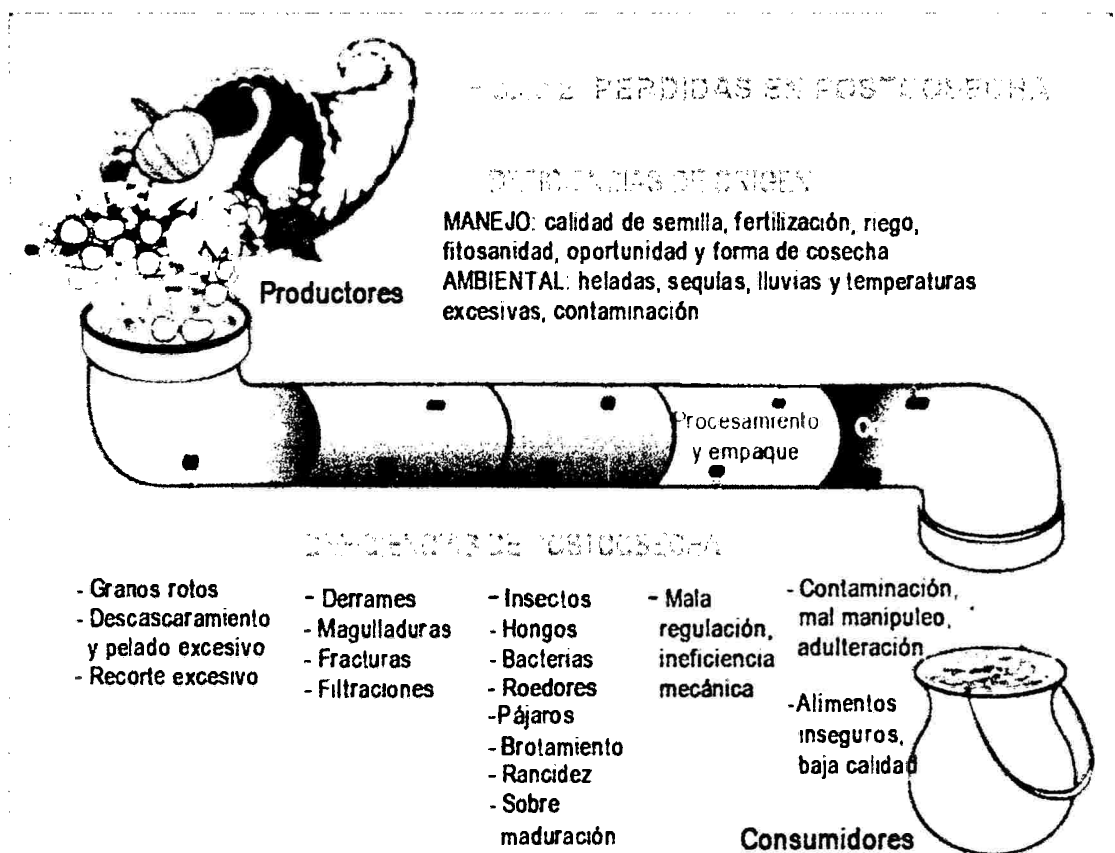 PERDIDAS EN POSTCOSECHA
DE ORIGEN
MANEJO: calidad de semilla, fertilización, riego,
fitosanidad, oportunidad y forma de cosecha
AMBIENTAL: heladas, sequías, lluvias y temperaturas
excesivas, contaminación
Productores
Procesamiento
y empaque
DE
- Granos rotos
- Descascaramiento
y pelado excesivo
- Recorte excesivo
- Derrames
- Magulladuras
- Fracturas
- Filtraciones
- Insectos
- Hongos
- Bacterias
- Roedores
-Pájaros
- Brotamiento
- Rancidez
- Sobre
maduración
- Mala
regulación,
ineficiencia
mecánica
- Contaminación,
mal manipuleo,
adulteración
-Alimentos
inseguros,
baja calidad
Consumidores